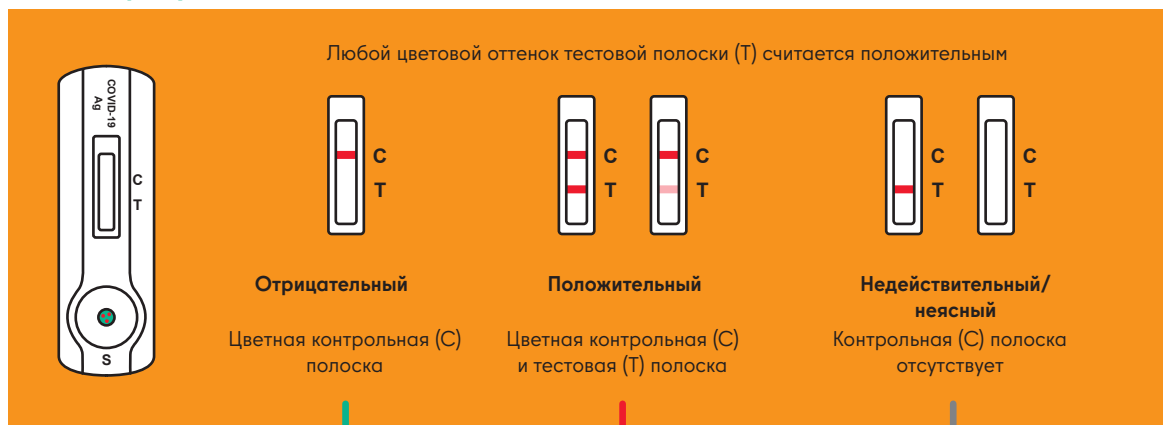 Любой цветовой оттенок тестовой полоски (Т) считается положительным
COVID-19
Ag
C
T
S
C
T
C
T
C
T
C
T
C
T
Отрицательный
Положительный
Недействительный/
неясный
Цветная контрольная (С)
полоска
Цветная контрольная (С)
и тестовая (Т) полоска
Контрольная (С) полоска
отсутствует